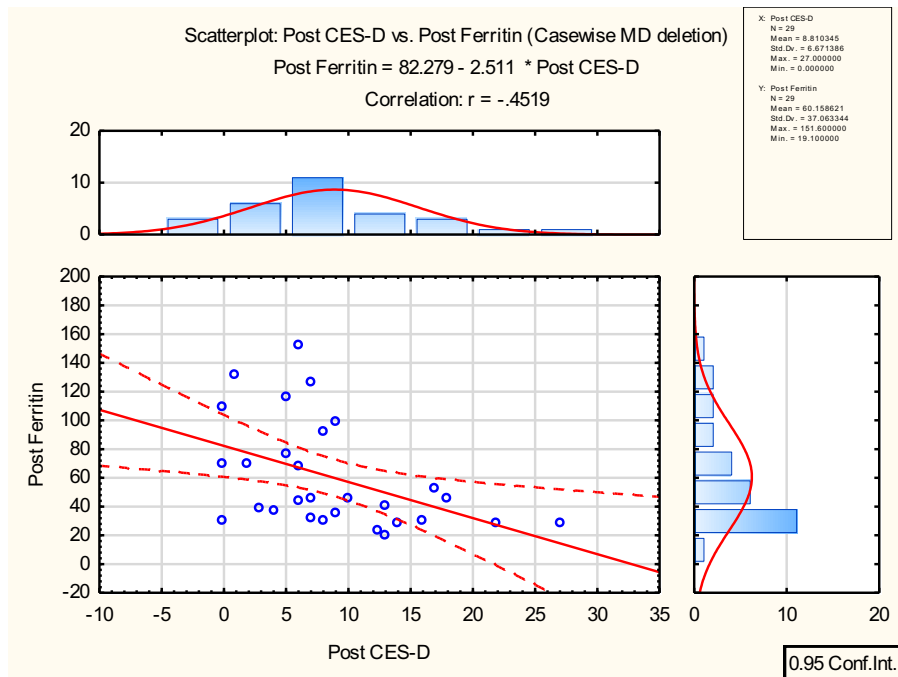 Scatterplot: Post CES-D vs. Post Ferritin (Casewise MD deletion)
Post Ferritin = 82.279 - 2.511 * Post CES-D
Correlation: r = -.4519
X: Post CES-D
N = 29
Mean = 8.810345
Std.Dv. = 6.671386
Max. = 27.000000
Min. = 0.000000
Y: Post Ferritin
N = 29
Mean = 60.158621
Std.Dv. = 37.063344
Max. = 151.600000
Min. = 19.100000
20
10
0
200
180
160
140
120
100
80
60
40
20
0
-20
Post Ferritin
-10 -5 0 5 10 15 20 25 30 35
Post CES-D
0 10 20
0.95 Conf.Int.